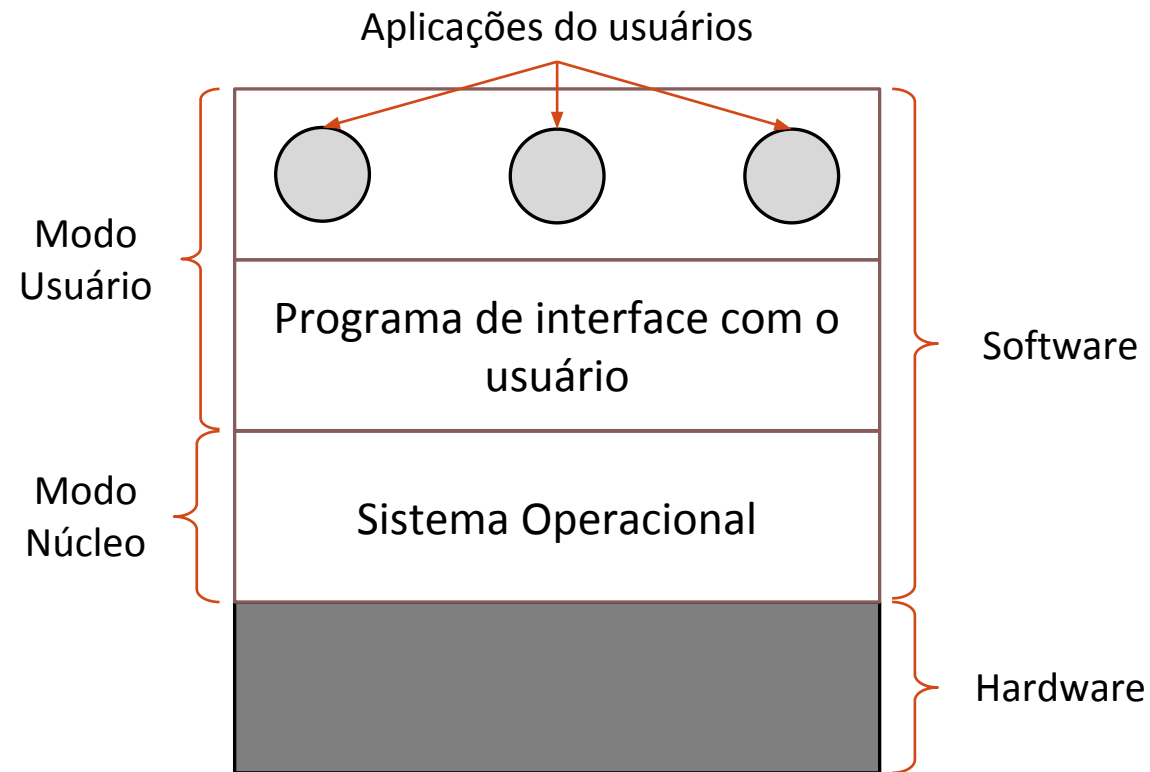 Aplicações do usuários
Modo
Usuário
Programa de interface com o
usuário
Software
Modo
Núcleo
Sistema Operacional
Hardware